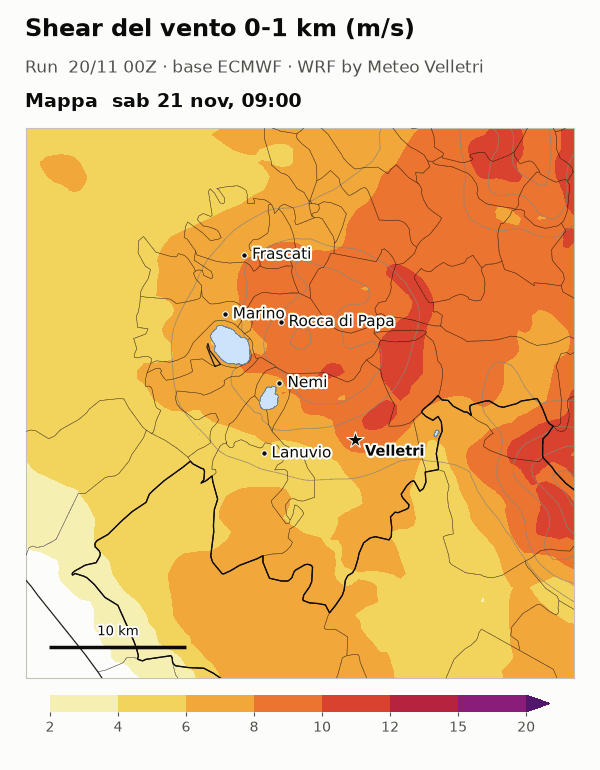 Shear del vento 0-1 km (m/s)
Run  20/11 00Z · base ECMWF · WRF by Meteo Velletri
Mappa  sab 21 nov, 09:00
Frascati
Marino
Rocca di Papa
Nemi
Velletri
Lanuvio
10 km
2 4 6 8 10 12 15 20